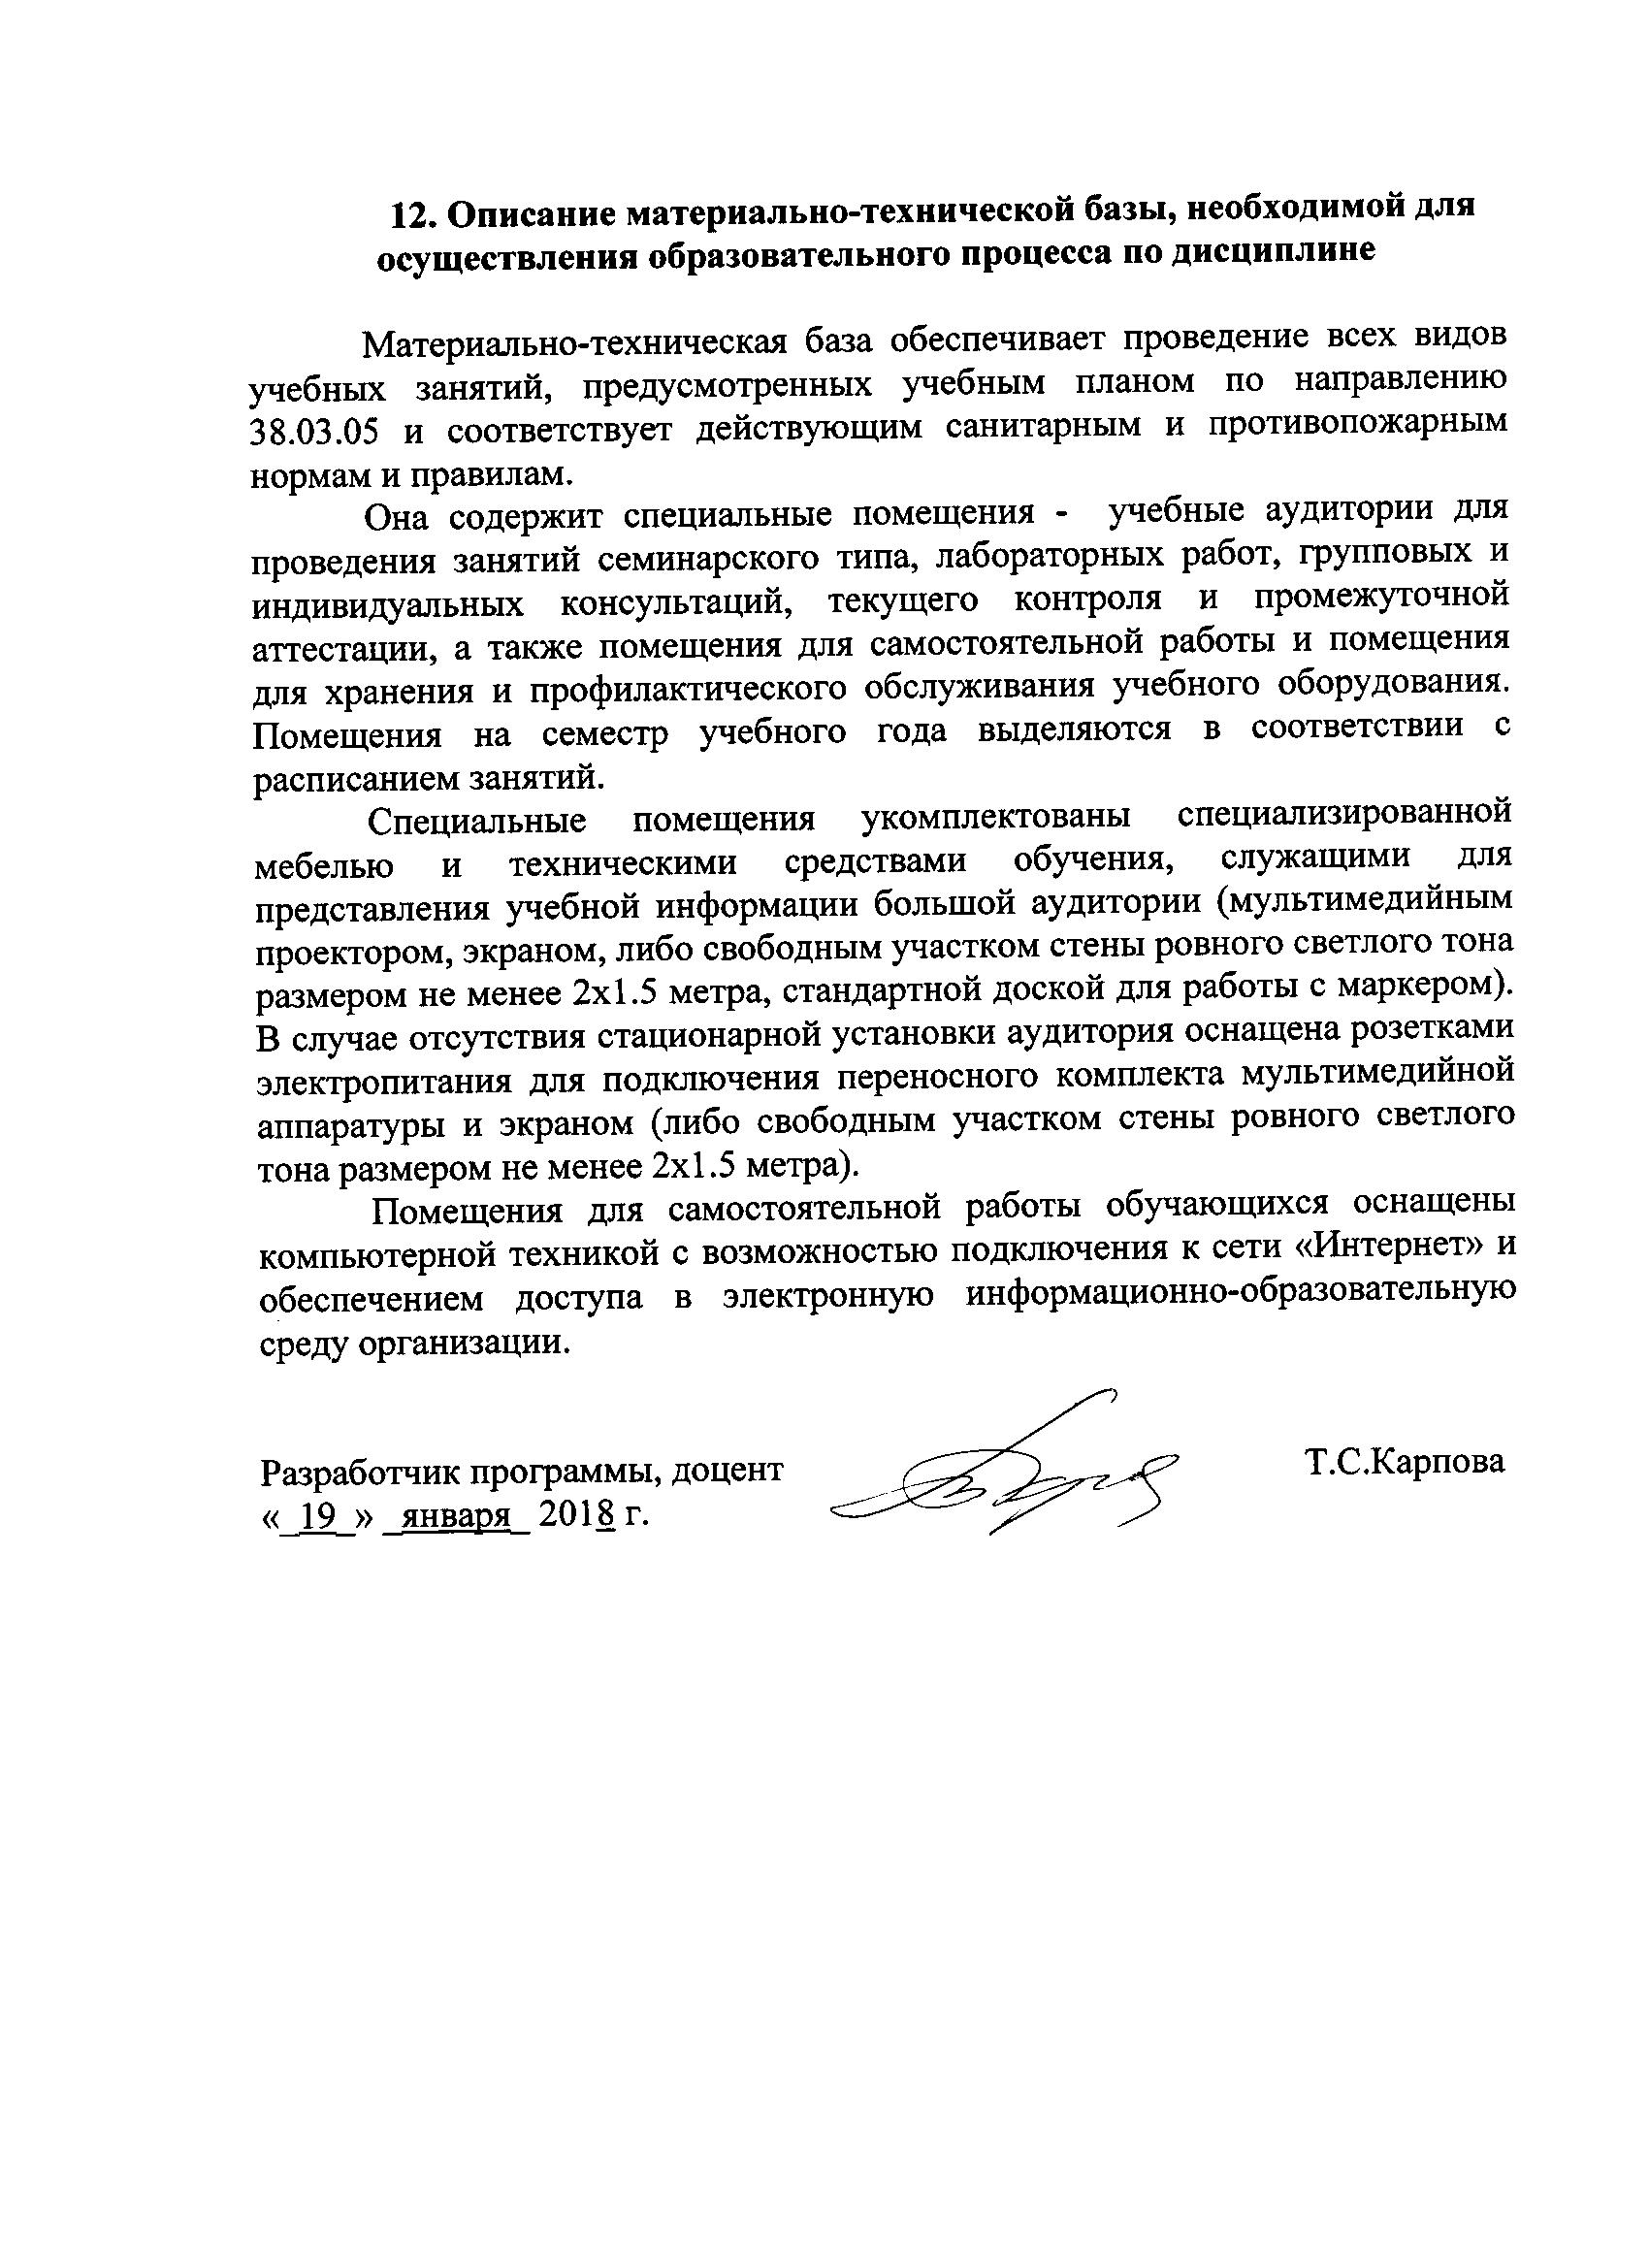 12. Описание материально-технической базы, необходимой для
осуществления образовательного процесса по дисциплине
Материально-техническая база обеспечивает проведение всех видов
учебных занятий, предусмотренных учебным планом по направлению
38.03.05 и соответствует действующим санитарным и противопожарным
нормам и правилам.
Она содержит специальные помещения - учебные аудитории для
проведения занятий семинарского типа, лабораторных работ, групповых и
индивидуальных консультаций, текущего контроля и промежуточной
аттестации, а также помещения для самостоятельной работы и помещения
для хранения и профилактического обслуживания учебного оборудования.
Помещения на семестр учебного года выделяются в соответствии с
расписанием занятий.
Специальные помещения укомплектованы специализированной
мебелью и техническими средствами обучения, служащими для
представления учебной информации большой аудитории (мультимедийным
проектором, экраном, либо свободным участком стены ровного светлого тона
размером не менее 2х1.5 метра, стандартной доской для работы с маркером).
В случае отсутствия стационарной установки аудитория оснащена розетками
электропитания для подключения переносного комплекта мультимедийной
аппаратуры и экраном (либо свободным участком стены ровного светлого
тона размером не менее 2х1.5 метра).
Помещения для самостоятельной работы обучающихся оснащены
компьютерной техникой с возможностью подключения к сети «Интернет» и
обеспечением доступа в электронную информационно-образовательную
среду организации.
Разработчик программы, доцент Т.С.Карпова
«_19_» _января_ 2018 г.